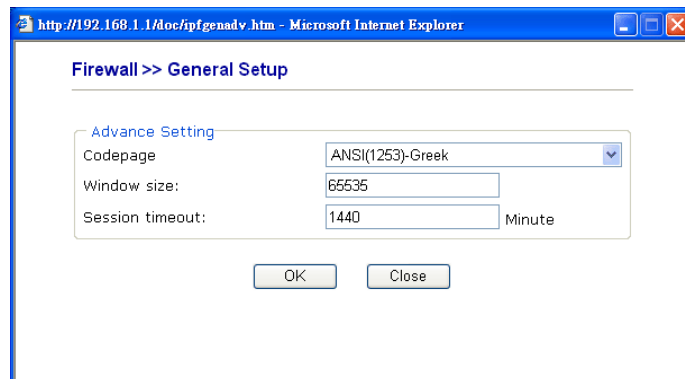 http://192.168.1.1/doc/ipfgenadv.htm - Microsoft Internet Explorer
Firewall >> General Setup
Advance Setting
Codepage ANSI(1253)-Greek
Window size: 65535
Session timeout: 1440 Minute
OK Close